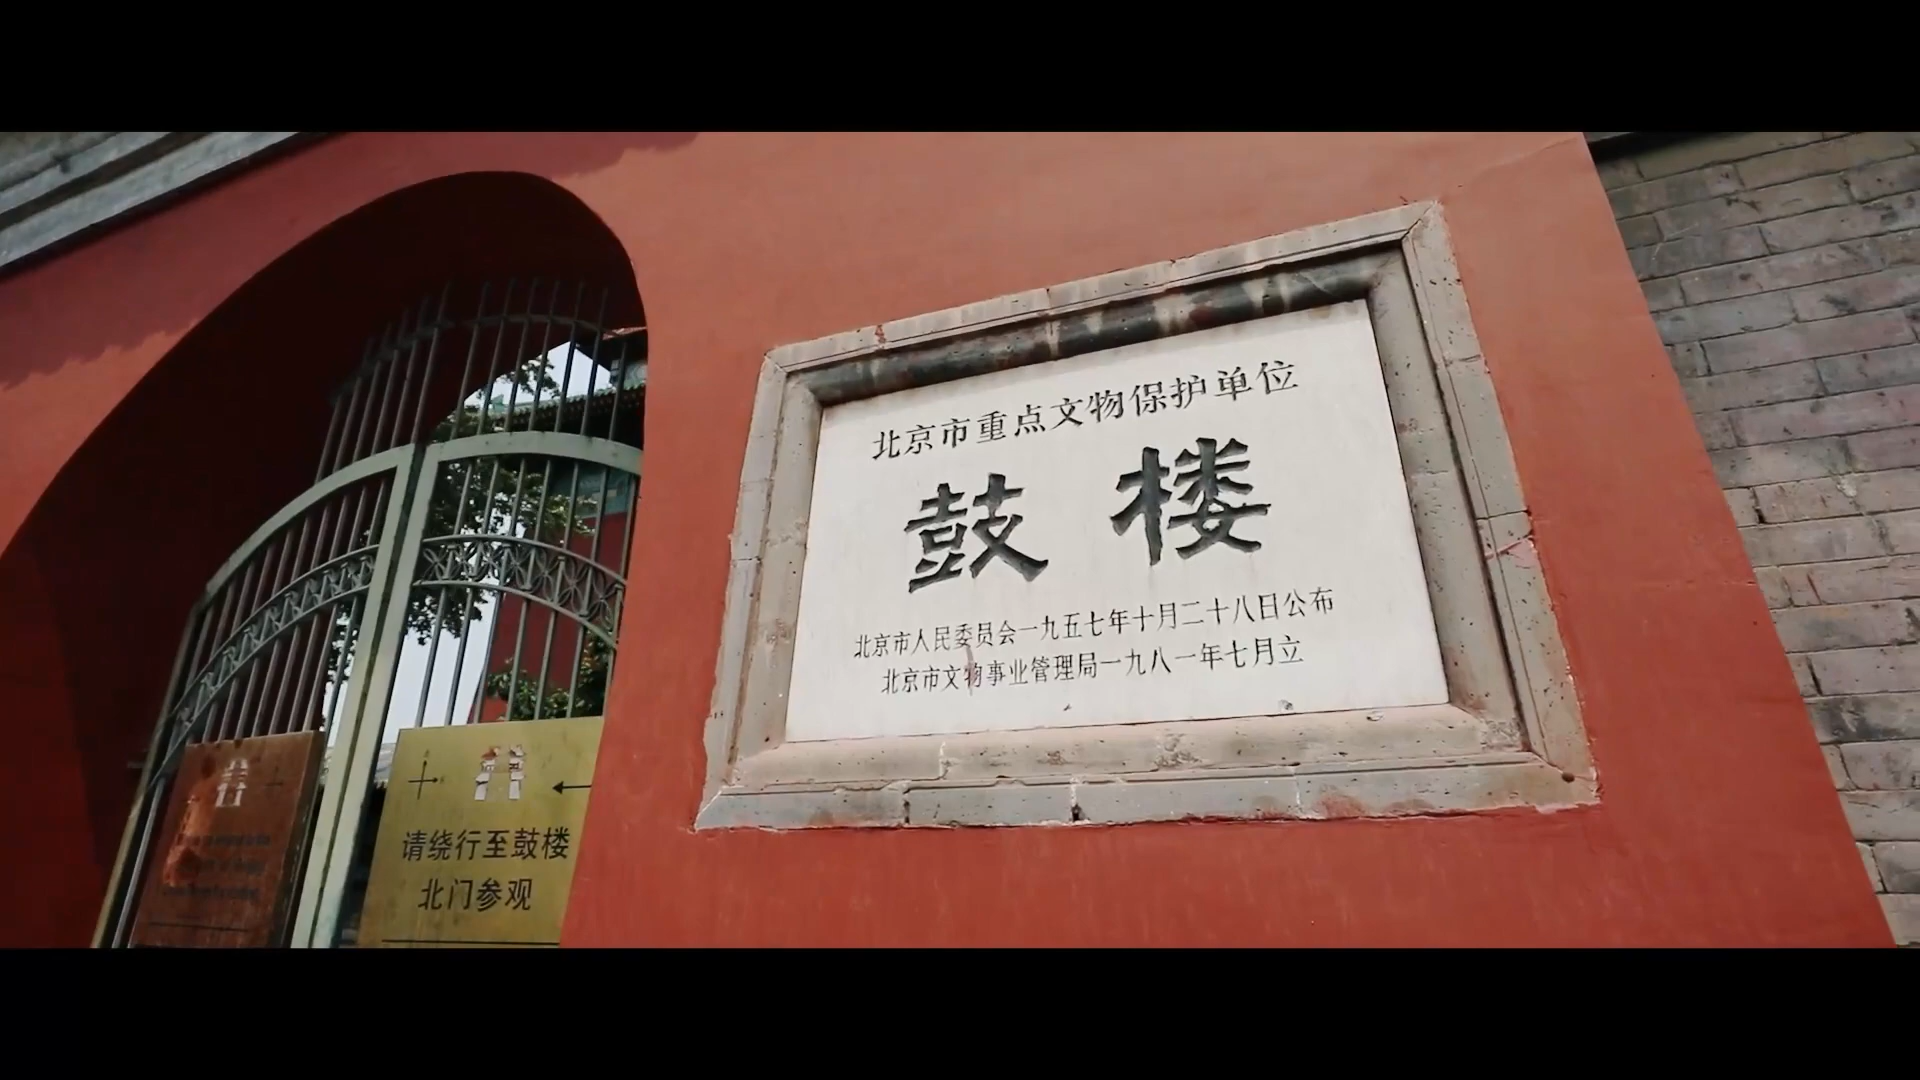 北京市重点文物保护单位
鼓楼
北京市人民委员会一九五七年十月二十八日公布
北京市文物事业管理局一九八一年七月立
请绕行至鼓楼
北门参观